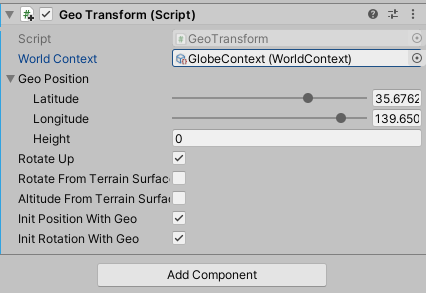 Geo Transform (Script)
Script GeoTransform
World Context GlobeContext (WorldContext)
Geo Position
Latitude 35.6762
Longitude 139.650
Height 0
Rotate Up
Rotate From Terrain Surfac
Altitude From Terrain Surfa
Init Position With Geo
Init Rotation With Geo
Add Component